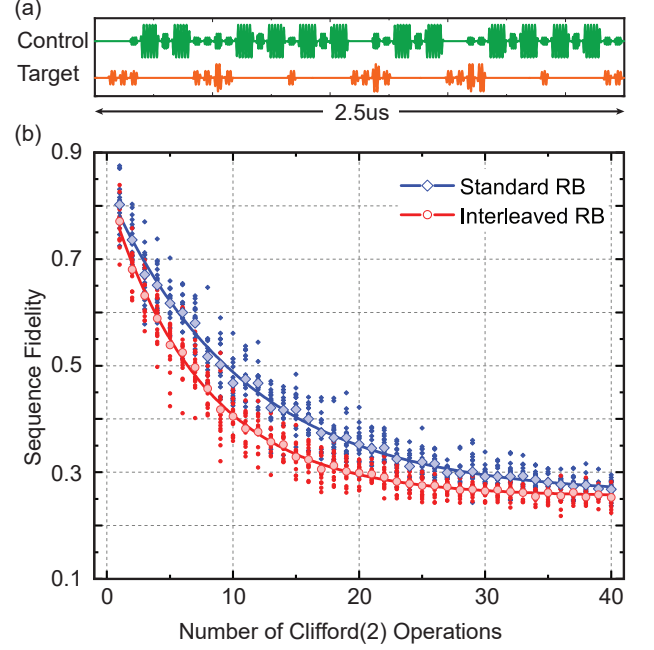 (a)
Control
Target
2.5us
(b)
0.9
Standard RB
Interleaved RB
0.7
0.5
0.3
0.1
Sequence Fidelity
0 10 20 30 40
Number of Clifford(2) Operations